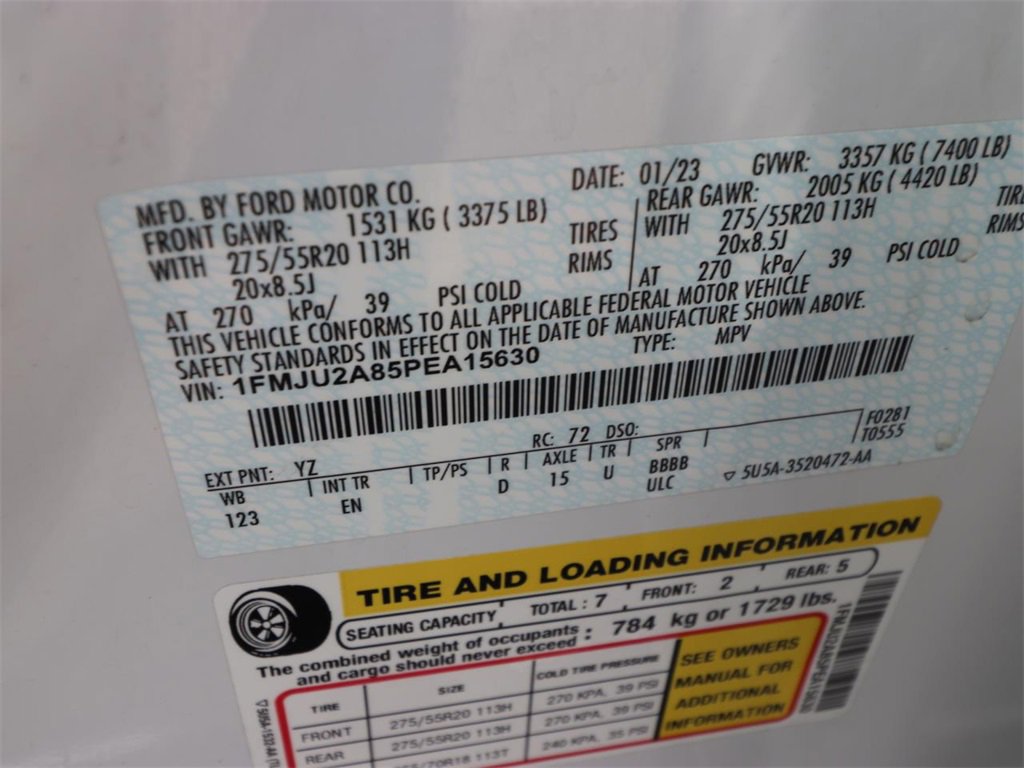 MFD. BY FORD MOTOR CO.
DATE: 01/23
GVWR: 3357 KG ( 7400 LB)
FRONT GAWR: 1531 KG ( 3375 LB)
REAR GAWR: 2005 KG ( 4420 LB)
WITH 275/55R20 113H TIRES
WITH 275/55R20 113H TIRE
20x8.5J RIMS
20x8.5J RIMS
AT 270 kPa/ 39 PSI COLD
AT 270 kPa/ 39 PSI COLD
THIS VEHICLE CONFORMS TO ALL APPLICABLE FEDERAL MOTOR VEHICLE
SAFETY STANDARDS IN EFFECT ON THE DATE OF MANUFACTURE SHOWN ABOVE.
VIN: 1FMJU2A85PEA15630
TYPE: MPV
EXT PNT: YZ RC: 72 DSO:
F0281
T0555
WB INT TR TP/PS R AXLE TR SPR
123 EN D 15 U BBBB
ULC
▽ 5U5A-3520472-AA
TIRE AND LOADING INFORMATION
SEATING CAPACITY TOTAL : 7 FRONT: 2 REAR: 5
The combined weight of occupants
and cargo should never exceed : 784 kg or 1729 lbs.
TIRE SIZE COLD TIRE PRESSURE
FRONT 275/55R20 113H 270 KPA, 39 PSI
REAR 275/55R20 113H 270 KPA, 39 PSI
/70R18 113T 240 KPA, 35 PSI
SEE OWNERS
MANUAL FOR
ADDITIONAL
INFORMATION